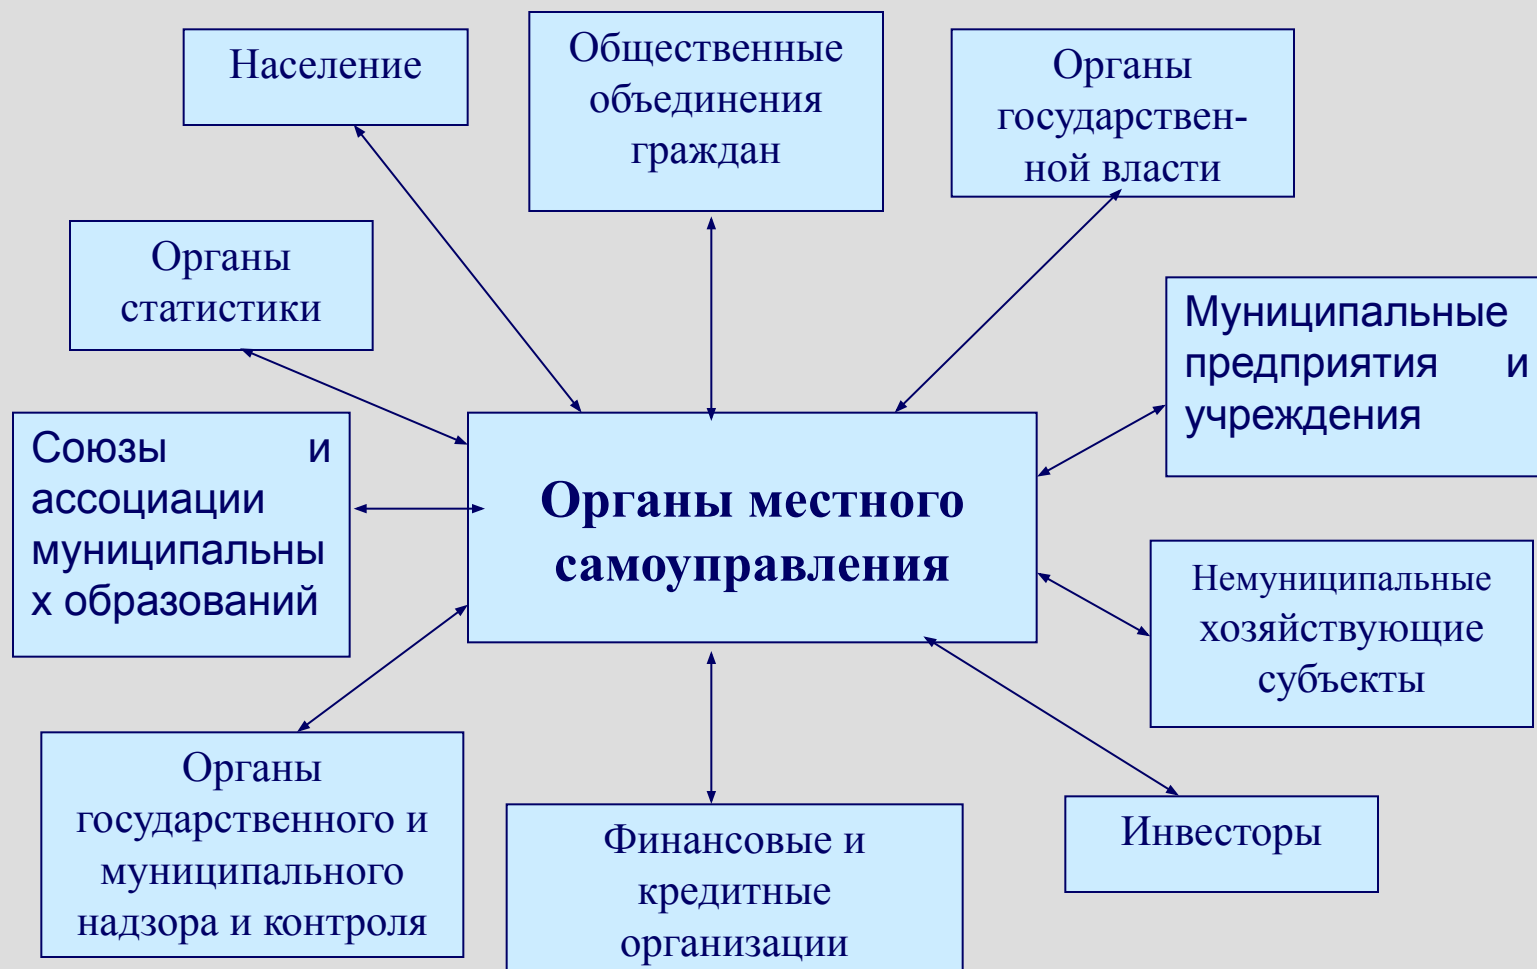 Население
Общественные
объединения
граждан
Органы
государствен-
ной власти
Органы
статистики
Муниципальные
предприятия и
учреждения
Союзы и
ассоциации
муниципальны
х образований
Органы местного
самоуправления
Немуниципальные
хозяйствующие
субъекты
Органы
государственного и
муниципального
надзора и контроля
Финансовые и
кредитные
организации
Инвесторы